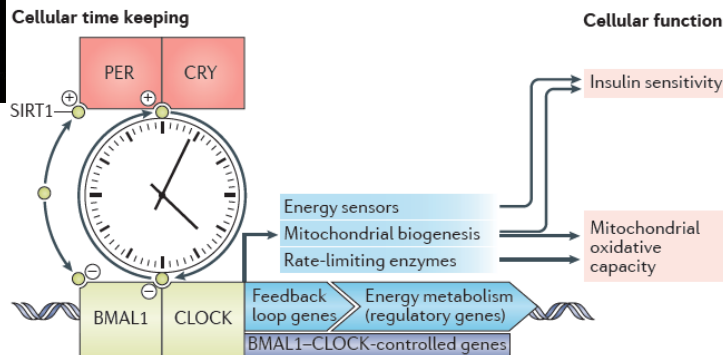 Cellular time keeping
Cellular function
PER
CRY
+
+
SIRT1
Insulin sensitivity
Energy sensors
Mitochondrial biogenesis
Rate-limiting enzymes
Mitochondrial
oxidative
capacity
−
−
BMAL1
CLOCK
Feedback
loop genes
Energy metabolism
(regulatory genes)
BMAL1–CLOCK-controlled genes